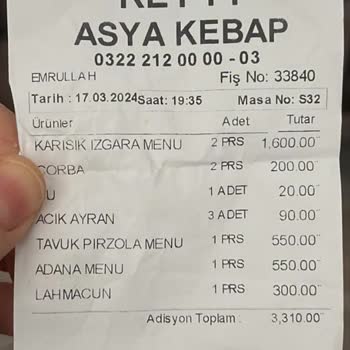 ASYA KEBAP
0322 212 00 00 - 03
EMRULLAH Fiş No: 33840
Tarih : 17.03.2024 Saat: 19:35 Masa No: S32
Ürünler Adet Tutar
KARISIK IZGARA MENU 2 PRS 1,600.00
ÇORBA 2 PRS 200.00
1 ADET 20.00
ACIK AYRAN 3 ADET 90.00
TAVUK PIRZOLA MENU 1 PRS 550.00
ADANA MENU 1 PRS 550.00
LAHMACUN 1 PRS 300.00
Adisyon Toplam : 3,310.00